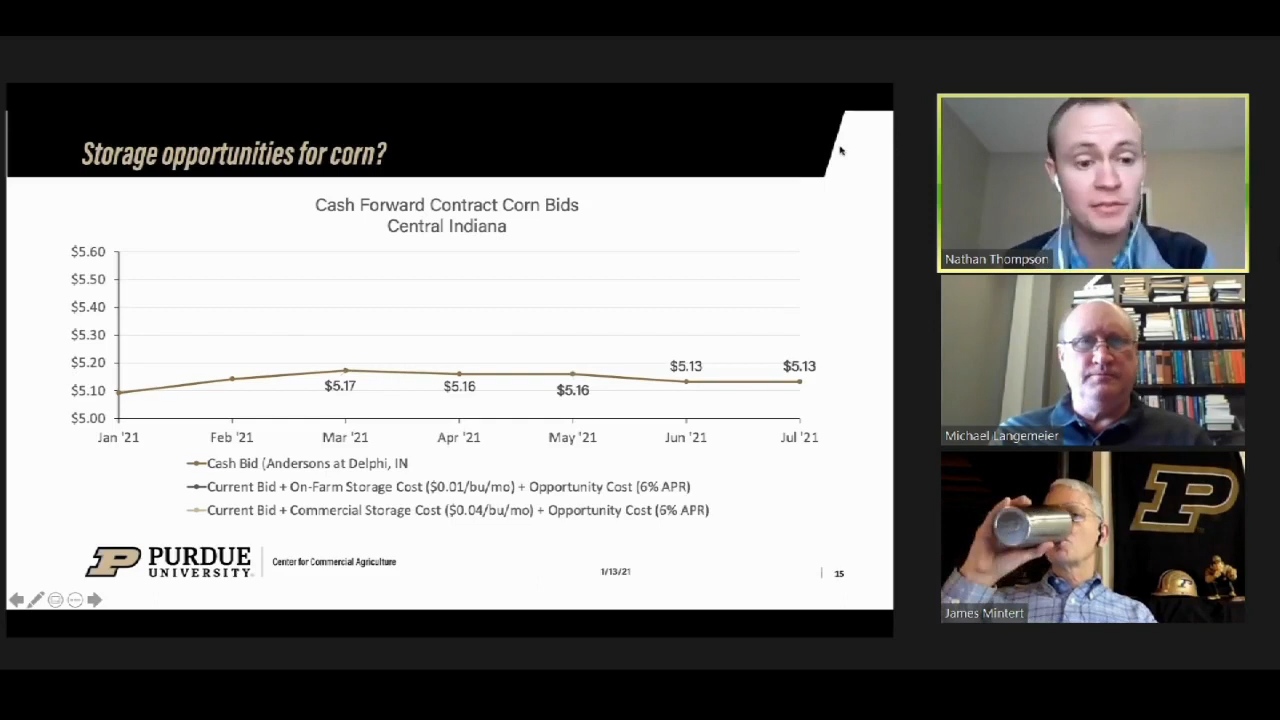 Storage opportunities for corn?
Cash Forward Contract Corn Bids
Central Indiana
$5.60
$5.50
$5.40
$5.30
$5.20
$5.10
$5.00
$5.17
$5.16
$5.16
$5.13
$5.13
Jan '21
Feb '21
Mar '21
Apr '21
May '21
Jun '21
Jul '21
Cash Bid (Andersons at Delphi, IN
Current Bid + On-Farm Storage Cost ($0.01/bu/mo) + Opportunity Cost (6% APR)
Current Bid + Commercial Storage Cost ($0.04/bu/mo) + Opportunity Cost (6% APR)
PURDUE
UNIVERSITY
Center for Commercial Agriculture
1/13/21
15
Nathan Thompson
Michael Langemeier
James Mintert